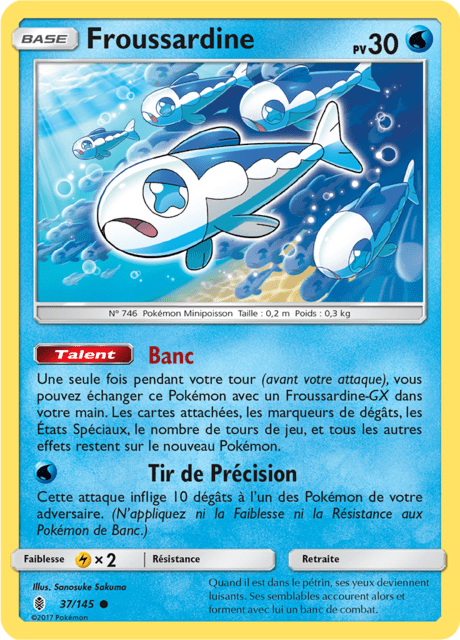 BASE Froussardine PV30
N° 746 Pokémon Minipoisson Taille : 0,2 m Poids : 0,3 kg
Talent Banc
Une seule fois pendant votre tour (avant votre attaque), vous
pouvez échanger ce Pokémon avec un Froussardine-GX dans
votre main. Les cartes attachées, les marqueurs de dégâts, les
États Spéciaux, le nombre de tours de jeu, et tous les autres
effets restent sur le nouveau Pokémon.
Tir de Précision
Cette attaque inflige 10 dégâts à l'un des Pokémon de votre
adversaire. (N'appliquez ni la Faiblesse ni la Résistance aux
Pokémon de Banc.)
Faiblesse ×2 Résistance Retraite
Illus. Sanosuke Sakuma
37/145
©2017 Pokémon
Quand il est dans le pétrin, ses yeux deviennent
luisants. Ses semblables accourent alors et
forment avec lui un banc de combat.